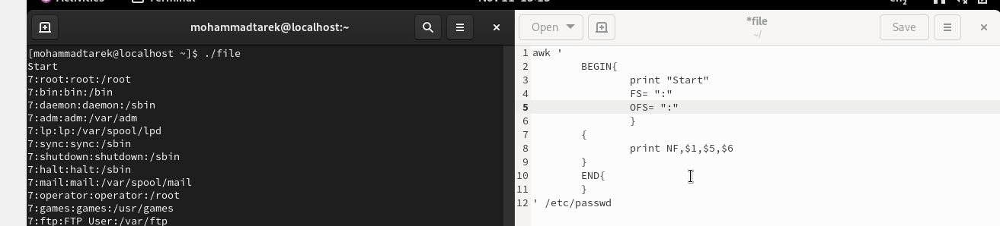 mohammadtarek@localhost:~
[mohammadtarek@localhost ~]$ ./file
Start
7:root:root:/root
7:bin:bin:/bin
7:daemon:daemon:/sbin
7:adm:adm:/var/adm
7:lp:lp:/var/spool/lpd
7:sync:sync:/sbin
7:shutdown:shutdown:/sbin
7:halt:halt:/sbin
7:mail:mail:/var/spool/mail
7:operator:operator:/root
7:games:games:/usr/games
7:ftp:FTP User:/var/ftp
Open
*file
~/
Save
1 awk '
2 BEGIN{
3 print "Start"
4 FS= ":"
5 OFS= ":"
6 }
7 {
8 print NF,$1,$5,$6
9 }
10 END{
11 }
12 ' /etc/passwd